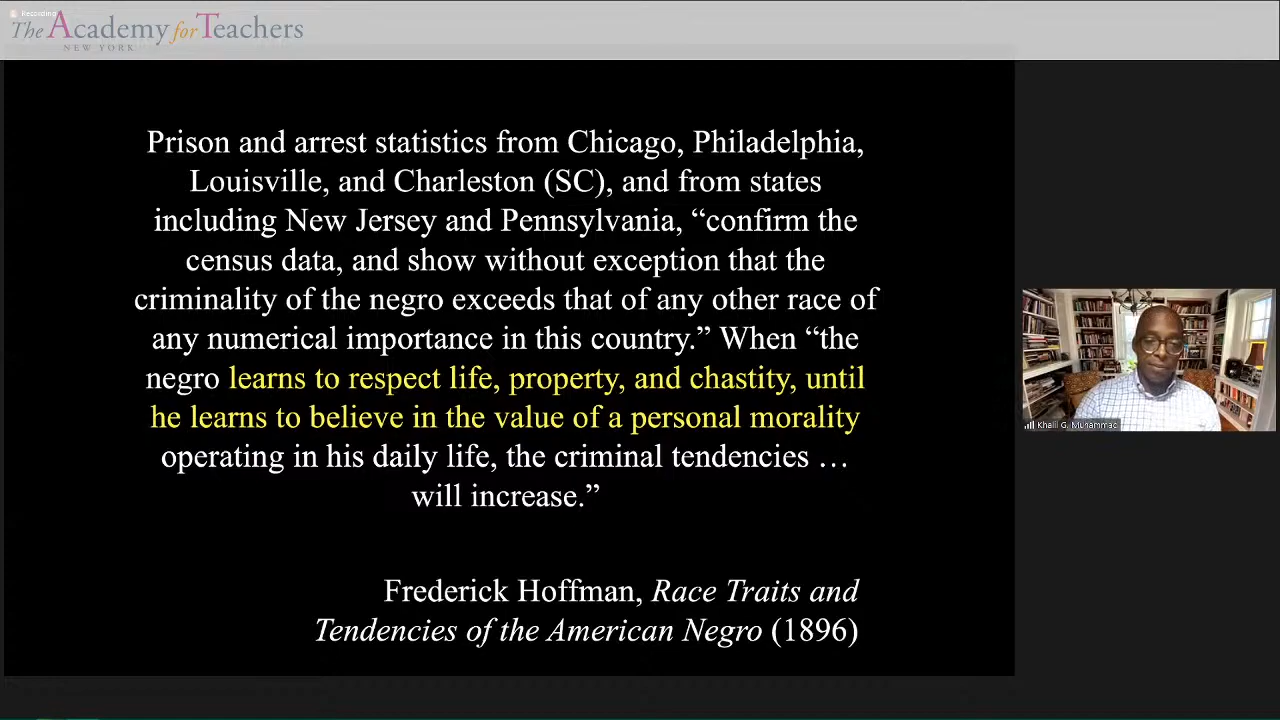 Recording
The Academy for Teachers
NEW YORK
Prison and arrest statistics from Chicago, Philadelphia,
Louisville, and Charleston (SC), and from states
including New Jersey and Pennsylvania, “confirm the
census data, and show without exception that the
criminality of the negro exceeds that of any other race of
any numerical importance in this country.” When “the
negro learns to respect life, property, and chastity, until
he learns to believe in the value of a personal morality
operating in his daily life, the criminal tendencies …
will increase.”
Frederick Hoffman, Race Traits and
Tendencies of the American Negro (1896)
Khalil G. Muhammad